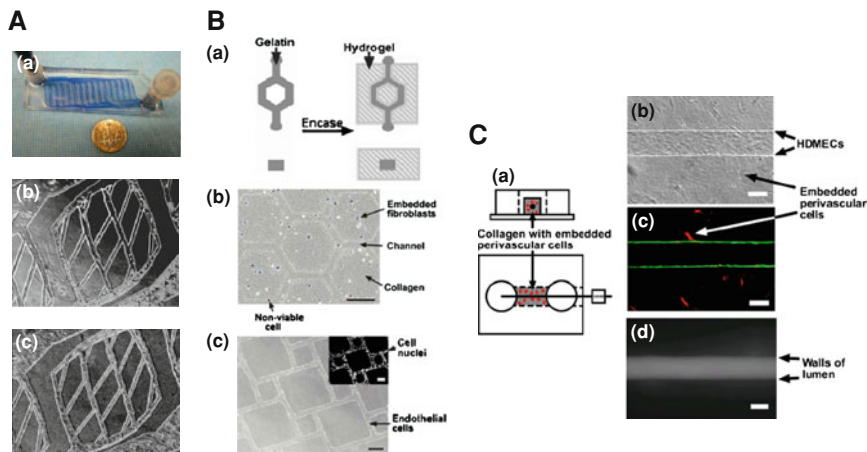 A
(a)
(b)
(c)
B
(a)
Gelatin
Hydrogel
Encase
(b)
Embedded
fibroblasts
Channel
Collagen
Non-viable
cell
(c)
Cell
nuclei
Endothelial
cells
C
(a)
Collagen with embedded
perivascular cells
(b)
HDMECs
Embedded
perivascular
cells
(c)
(d)
Walls of
lumen